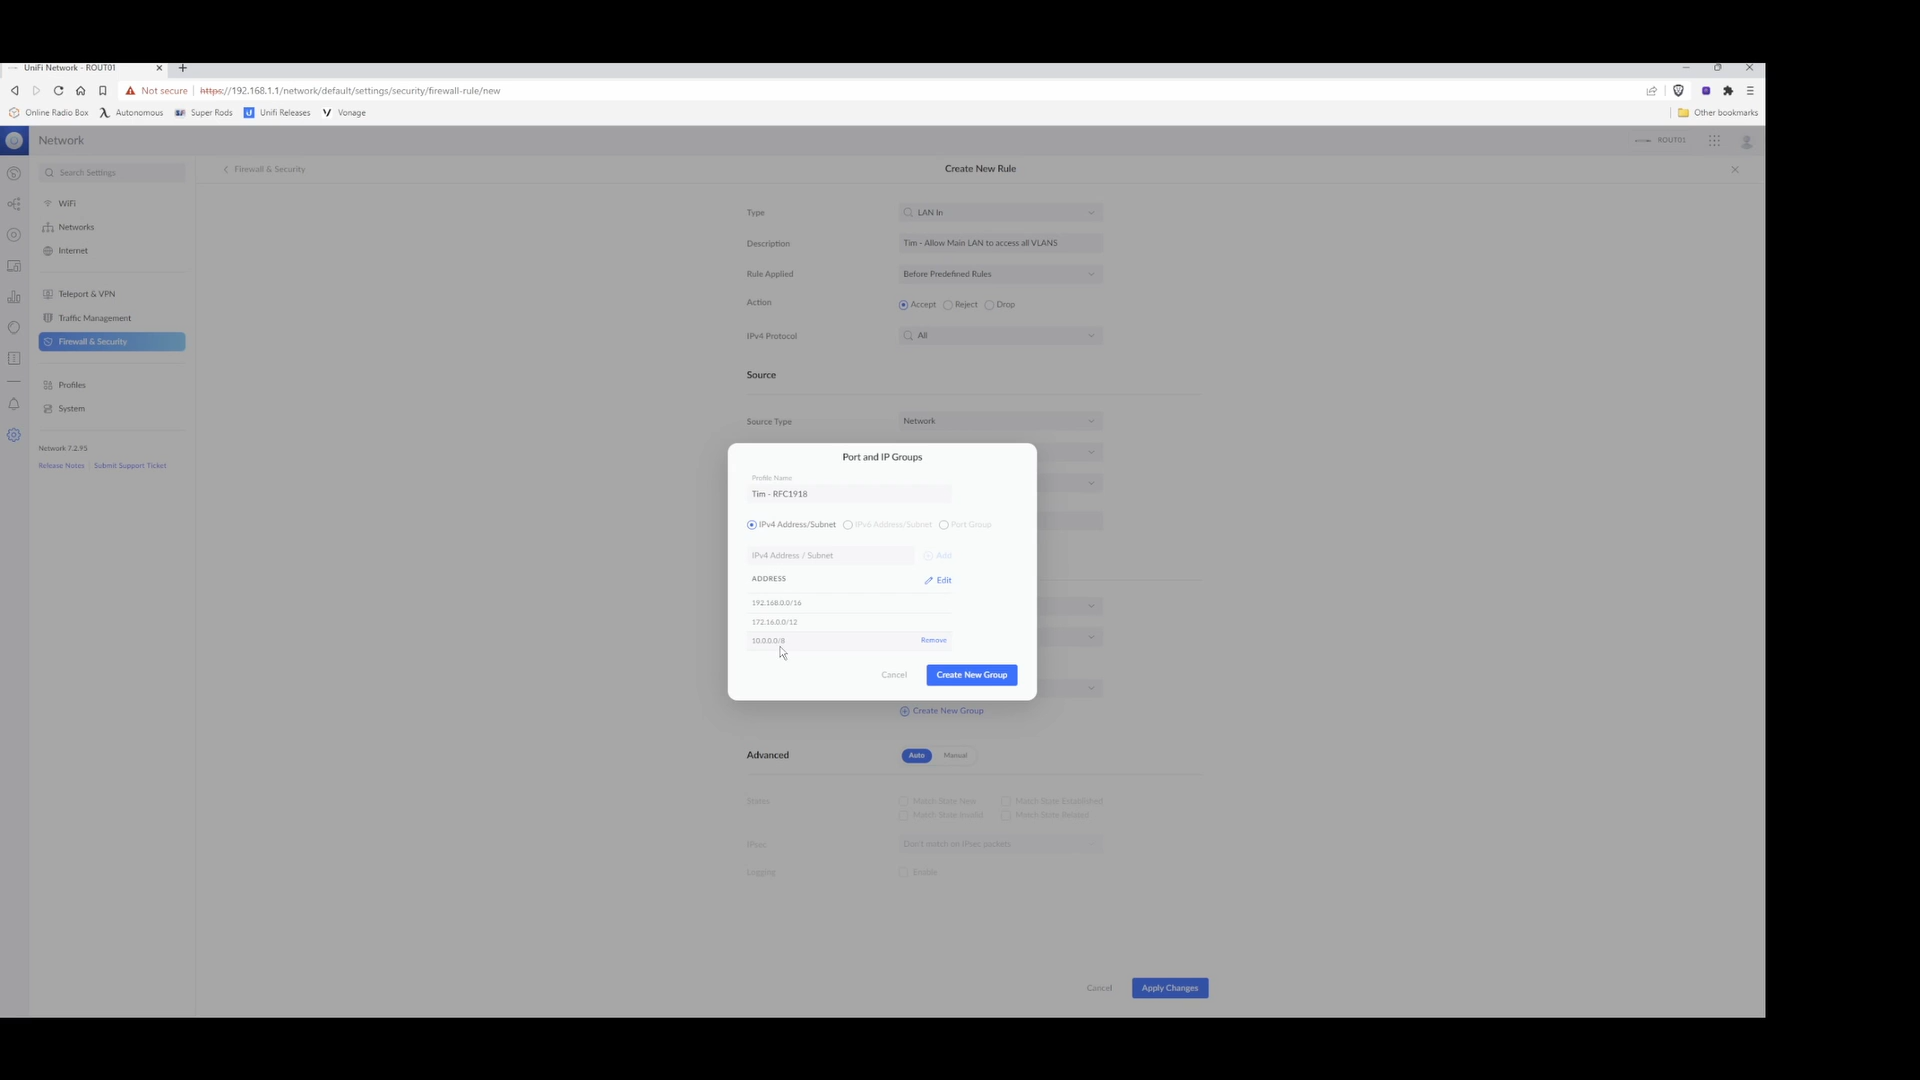 UniFi Network - ROUT01
Not secure https://192.168.1.1/network/default/settings/security/firewall-rule/new
Online Radio Box Autonomous Super Rods Unifi Releases Vonage Other bookmarks
Network ROUT01
Search Settings
Firewall & Security
Create New Rule
WiFi
Networks
Internet
Teleport & VPN
Traffic Management
Firewall & Security
Profiles
System
Network 7.2.95
Release Notes Submit Support Ticket
Type LAN In
Description Tim - Allow Main LAN to access all VLANS
Rule Applied Before Predefined Rules
Action Accept Reject Drop
IPv4 Protocol All
Source
Source Type Network
Port and IP Groups
Profile Name
Tim - RFC1918
IPv4 Address/Subnet IPv6 Address/Subnet Port Group
IPv4 Address / Subnet Add
ADDRESS Edit
192.168.0.0/16
172.16.0.0/12
10.0.0.0/8 Remove
Cancel Create New Group
Create New Group
Advanced Auto Manual
States Match State New Match State Established
Match State Invalid Match State Related
IPsec Don't match on IPsec packets
Logging Enable
Cancel Apply Changes